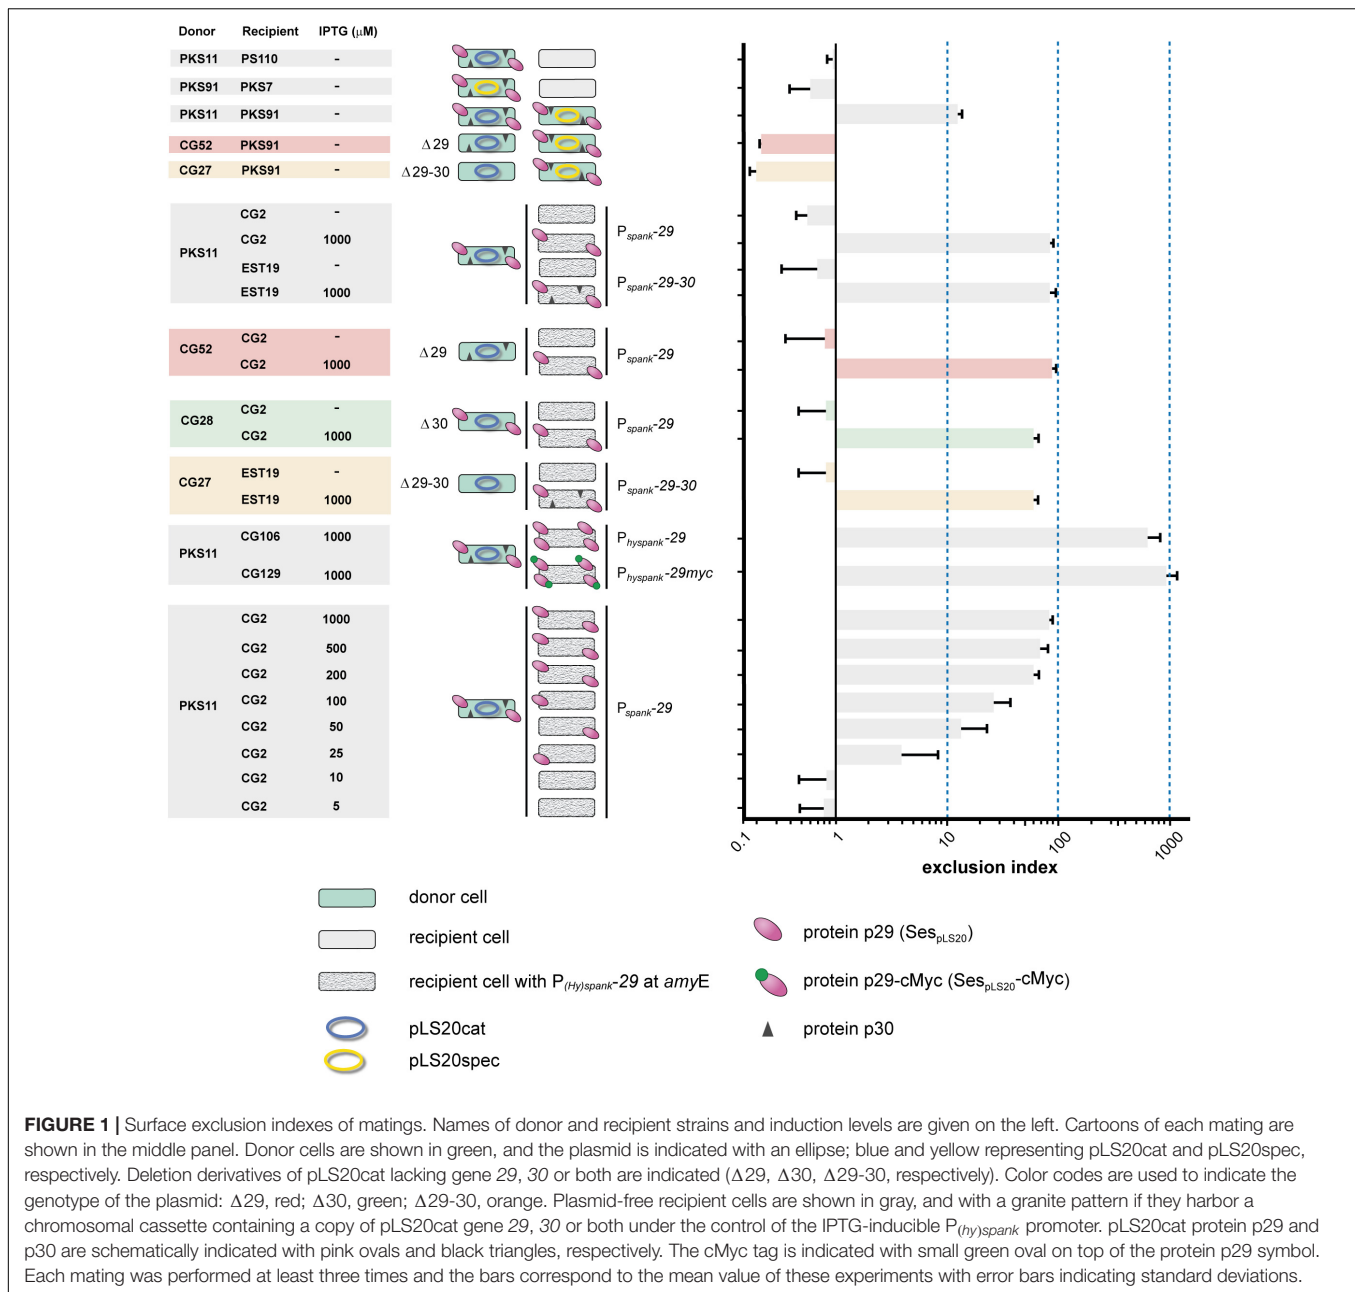 Donor Recipient IPTG (μM)
PKS11 PS110 -
PKS91 PKS7 -
PKS11 PKS91 -
CG52 PKS91 - Δ29
CG27 PKS91 - Δ29-30
PKS11
CG2 -
CG2 1000
EST19 -
EST19 1000
Pspank-29
Pspank-29-30
CG52
CG2 -
CG2 1000
Δ29
Pspank-29
CG28
CG2 -
CG2 1000
Δ30
Pspank-29
CG27
EST19 -
EST19 1000
Δ29-30
Pspank-29-30
PKS11
CG106 1000
CG129 1000
Physpank-29
Physpank-29myc
PKS11
CG2 1000
CG2 500
CG2 200
CG2 100
CG2 50
CG2 25
CG2 10
CG2 5
Pspank-29
0.1 1 10 100 1000
exclusion index
donor cell
recipient cell
recipient cell with P(Hy)spank-29 at amyE
pLS20cat
pLS20spec
protein p29 (SespLS20)
protein p29-cMyc (SespLS20-cMyc)
protein p30
FIGURE 1 | Surface exclusion indexes of matings. Names of donor and recipient strains and induction levels are given on the left. Cartoons of each mating are
shown in the middle panel. Donor cells are shown in green, and the plasmid is indicated with an ellipse; blue and yellow representing pLS20cat and pLS20spec,
respectively. Deletion derivatives of pLS20cat lacking gene 29, 30 or both are indicated (Δ29, Δ30, Δ29-30, respectively). Color codes are used to indicate the
genotype of the plasmid: Δ29, red; Δ30, green; Δ29-30, orange. Plasmid-free recipient cells are shown in gray, and with a granite pattern if they harbor a
chromosomal cassette containing a copy of pLS20cat gene 29, 30 or both under the control of the IPTG-inducible P(hy)spank promoter. pLS20cat protein p29 and
p30 are schematically indicated with pink ovals and black triangles, respectively. The cMyc tag is indicated with small green oval on top of the protein p29 symbol.
Each mating was performed at least three times and the bars correspond to the mean value of these experiments with error bars indicating standard deviations.